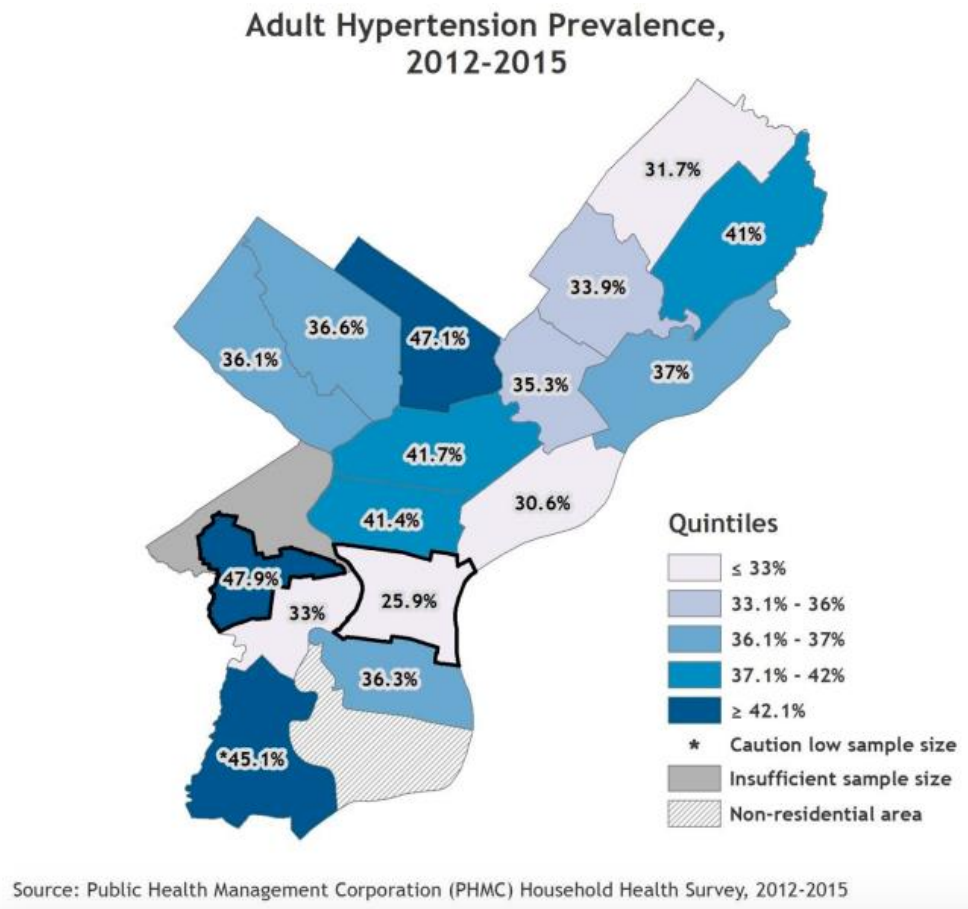 Adult Hypertension Prevalence,
2012-2015
31.7%
41%
33.9%
36.6%
47.1%
36.1%
37%
35.3%
41.7%
30.6%
41.4%
47.9%
25.9%
33%
36.3%
*45.1%
Quintiles
≤ 33%
33.1% - 36%
36.1% - 37%
37.1% - 42%
≥ 42.1%
* Caution low sample size
Insufficient sample size
Non-residential area
Source: Public Health Management Corporation (PHMC) Household Health Survey, 2012-2015